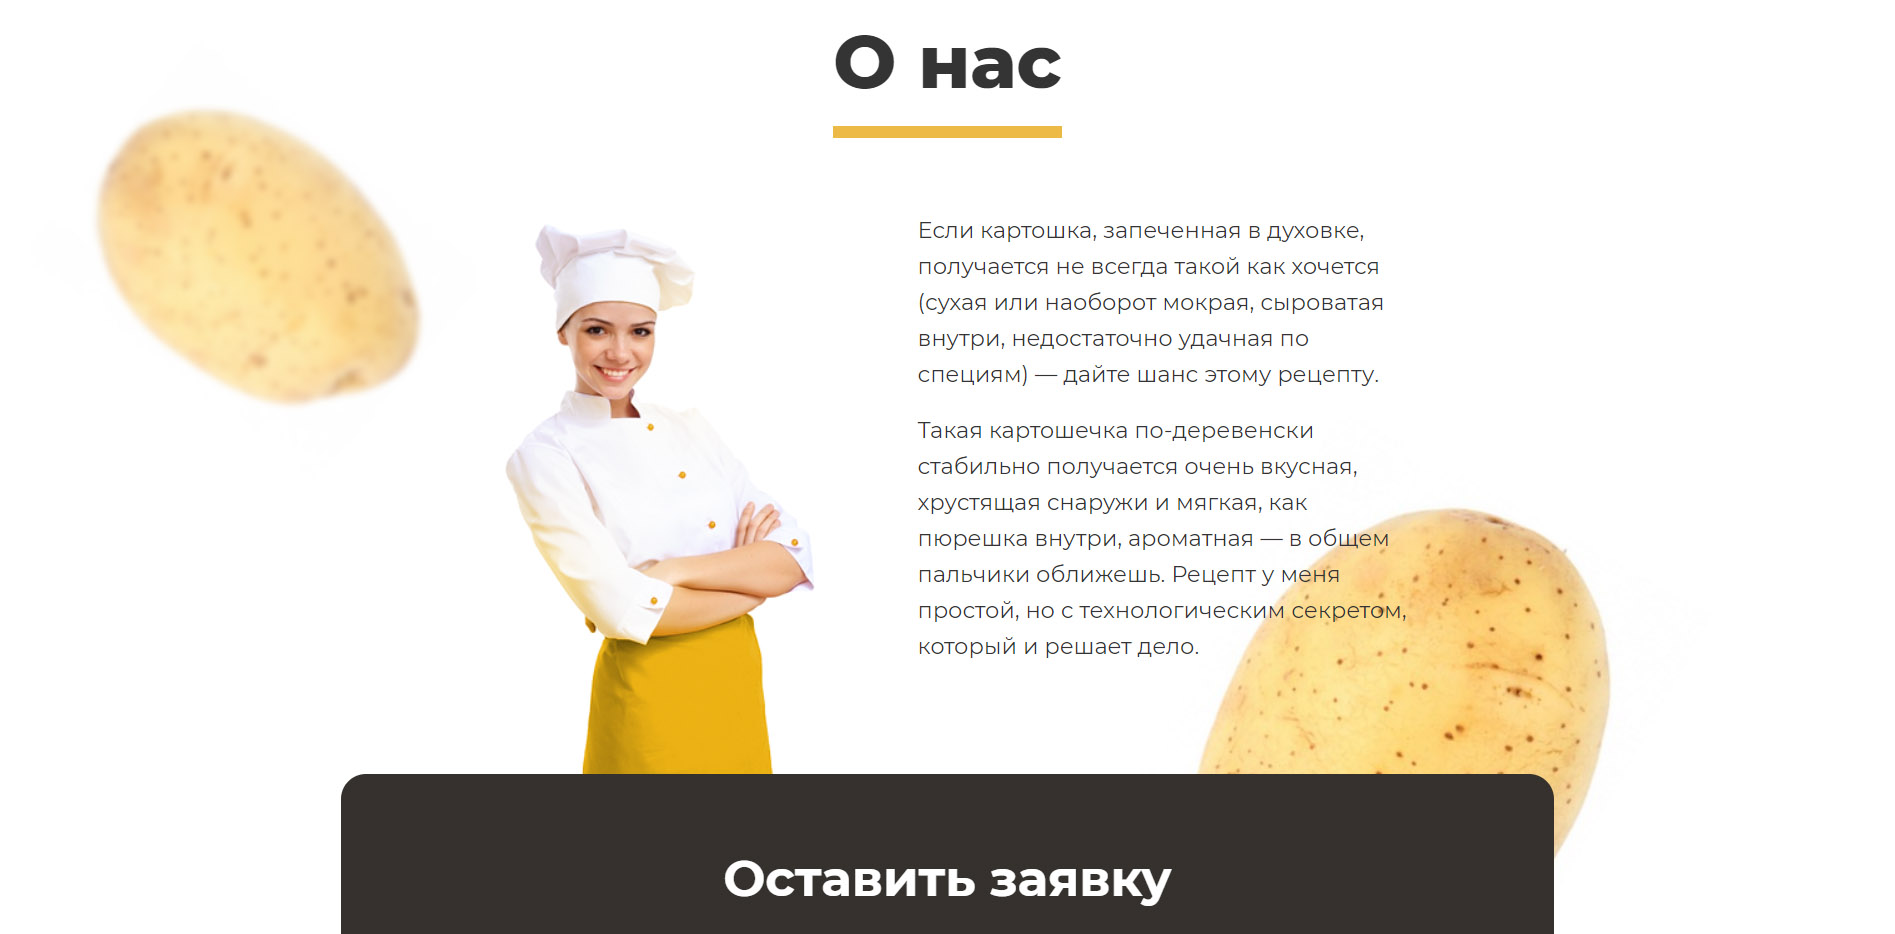 О нас
Если картошка, запеченная в духовке,
получается не всегда такой как хочется
(сухая или наоборот мокрая, сыроватая
внутри, недостаточно удачная по
специям) — дайте шанс этому рецепту.
Такая картошечка по-деревенски
стабильно получается очень вкусная,
хрустящая снаружи и мягкая, как
пюрешка внутри, ароматная — в общем
пальчики оближешь. Рецепт у меня
простой, но с технологическим секретом,
который и решает дело.
Оставить заявку